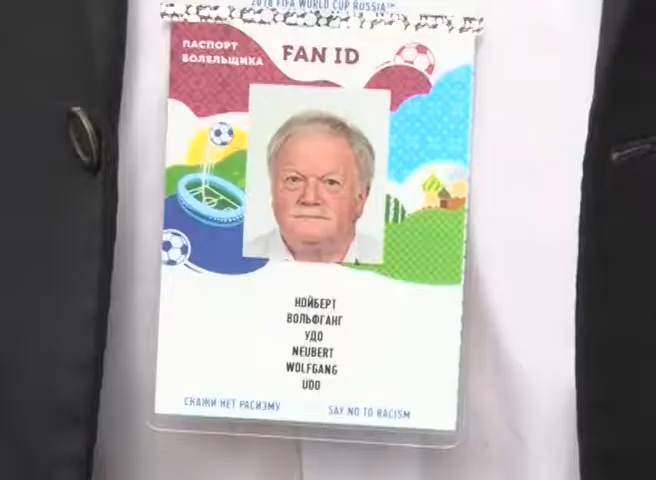 2018 FIFA WORLD CUP RUSSIA™
ПАСПОРТ
БОЛЕЛЬЩИКА
FAN ID
НОЙБЕРТ
ВОЛЬФГАНГ
УДО
NEUBERT
WOLFGANG
UDO
СКАЖИ НЕТ РАСИЗМУ
SAY NO TO RACISM